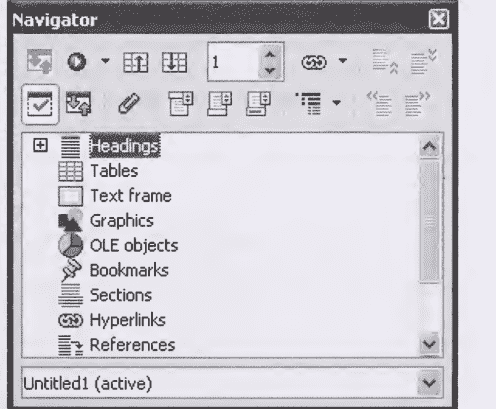 Navigator
1
Headings
Tables
Text frame
Graphics
OLE objects
Bookmarks
Sections
Hyperlinks
References
Untitled1 (active)